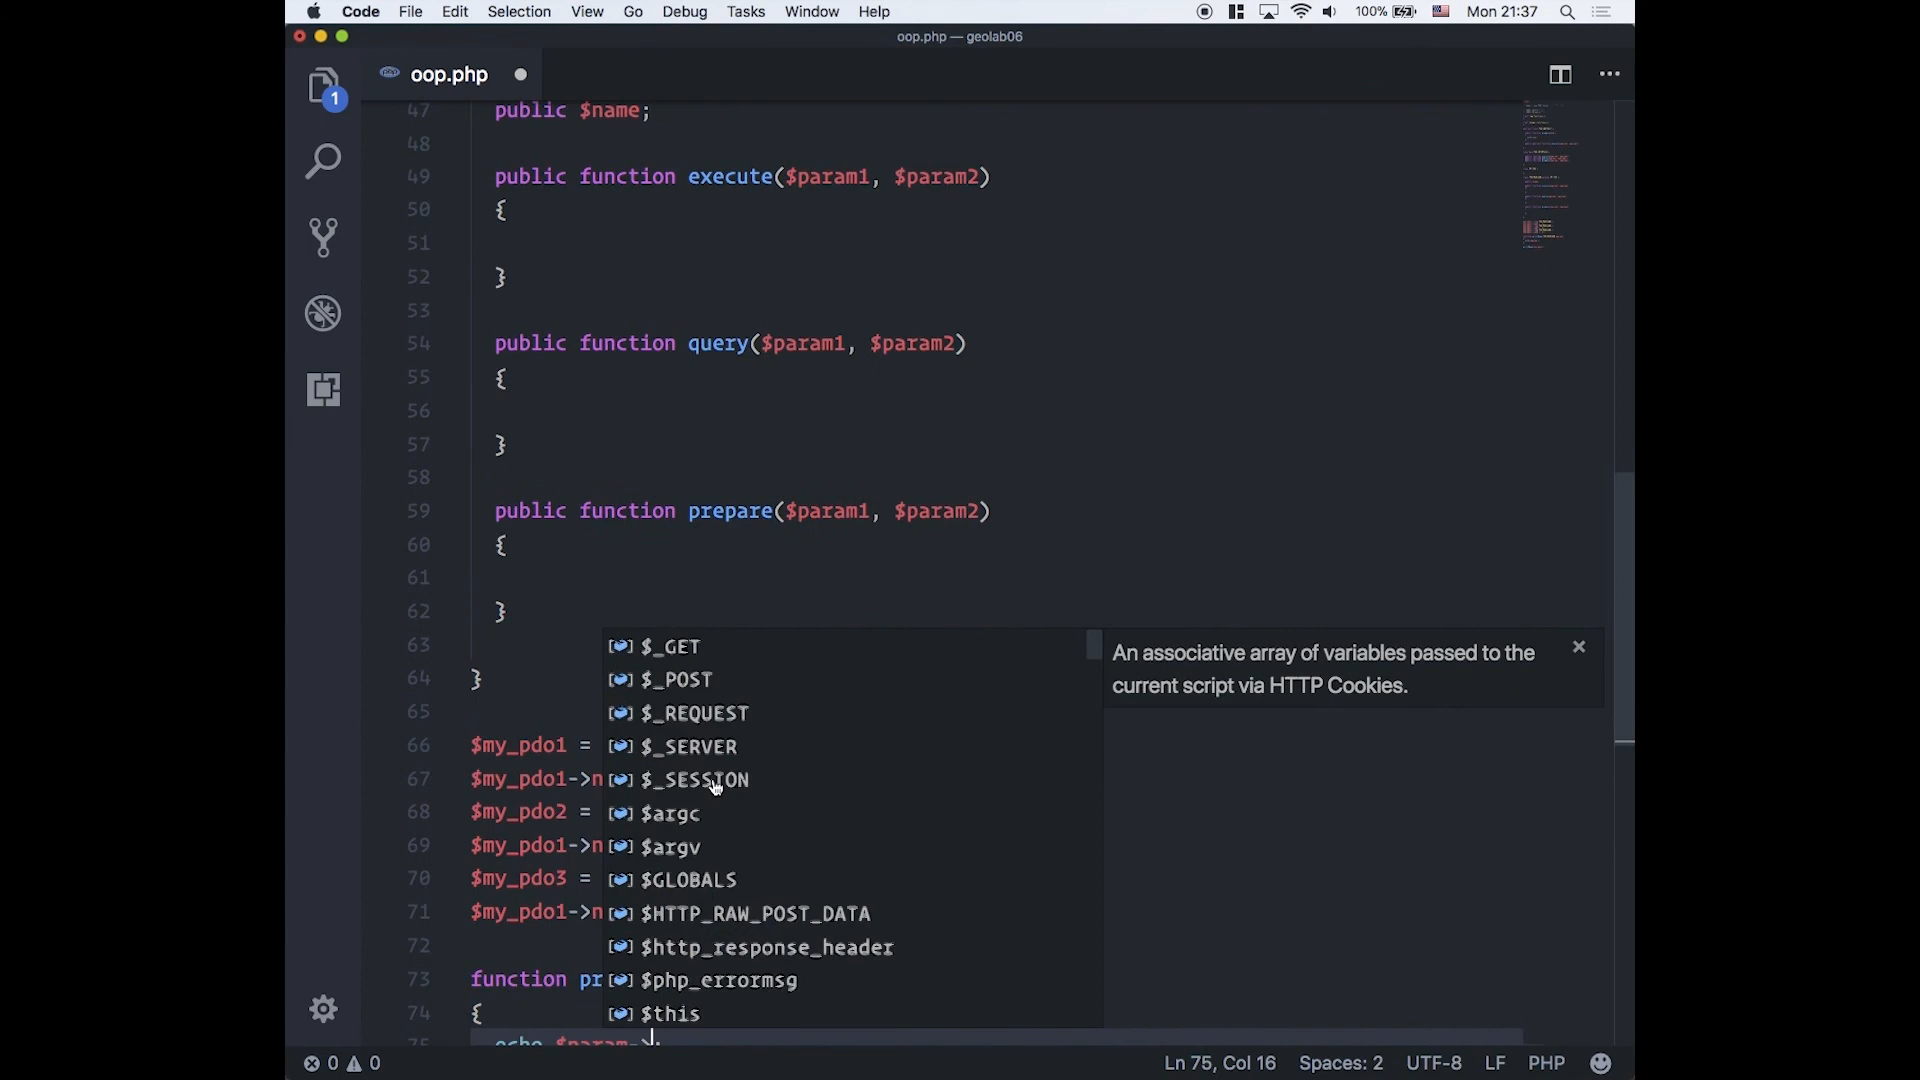 Code File Edit Selection View Go Debug Tasks Window Help 100% Mon 21:37
oop.php — geolab06
1
php oop.php
47 public $name;
48
49 public function execute($param1, $param2)
50 {
51
52 }
53
54 public function query($param1, $param2)
55 {
56
57 }
58
59 public function prepare($param1, $param2)
60 {
61
62 }
63
64 }
65
66 $my_pdo1 =
67 $my_pdo1->n
68 $my_pdo2 =
69 $my_pdo1->n
70 $my_pdo3 =
71 $my_pdo1->n
72
73 function pr
74 {
75 echo $param->;
$_GET
$_POST
$_REQUEST
$_SERVER
$_SESSION
$argc
$argv
$GLOBALS
$HTTP_RAW_POST_DATA
$http_response_header
$php_errormsg
$this
An associative array of variables passed to the
current script via HTTP Cookies.
0 0 Ln 75, Col 16 Spaces: 2 UTF-8 LF PHP